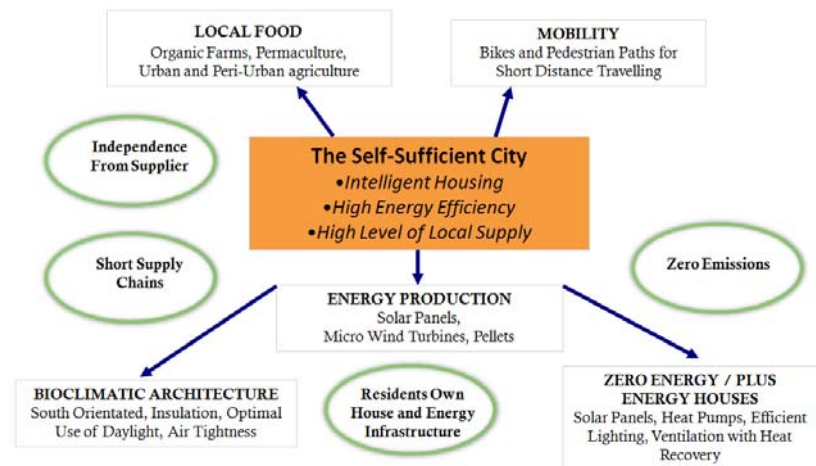 LOCAL FOOD
Organic Farms, Permaculture,
Urban and Peri-Urban agriculture
MOBILITY
Bikes and Pedestrian Paths for
Short Distance Travelling
Independence
From Supplier
The Self-Sufficient City
•Intelligent Housing
•High Energy Efficiency
•High Level of Local Supply
Short Supply
Chains
Zero Emissions
ENERGY PRODUCTION
Solar Panels,
Micro Wind Turbines, Pellets
BIOCLIMATIC ARCHITECTURE
South Orientated, Insulation, Optimal
Use of Daylight, Air Tightness
Residents Own
House and Energy
Infrastructure
ZERO ENERGY / PLUS
ENERGY HOUSES
Solar Panels, Heat Pumps, Efficient
Lighting, Ventilation with Heat
Recovery